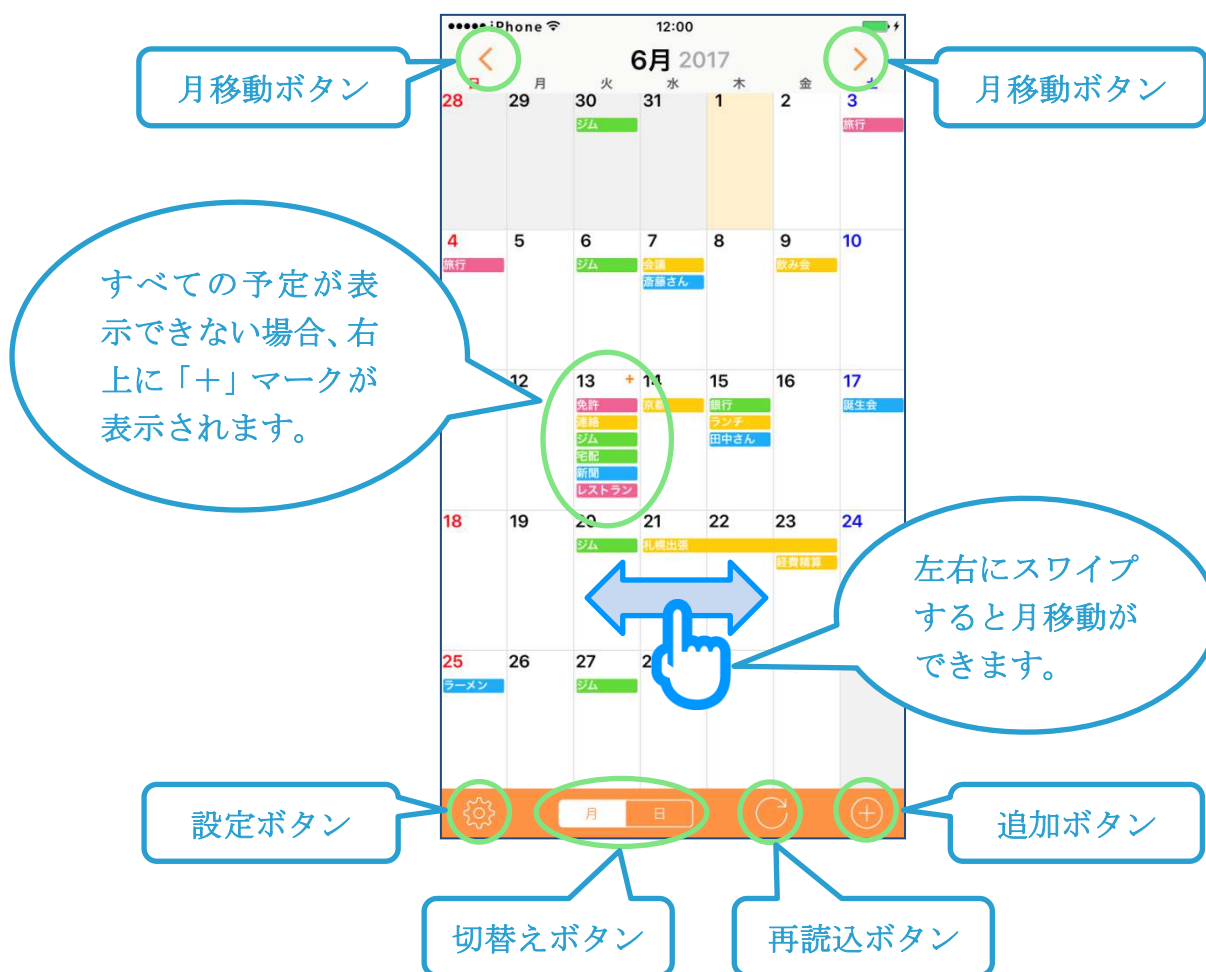 ●●●●● iPhone 12:00
月移動ボタン
6月 2017
月移動ボタン
日 月 火 水 木 金 土
28 29 30 31 1 2 3
ジム 旅行
4 5 6 7 8 9 10
旅行 ジム 会議 飲み会
斎藤さん
すべての予定が表
示できない場合、右
上に「＋」マークが
表示されます。
12 13 + 14 15 16 17
免許 京都 銀行 誕生会
連絡 ランチ
ジム 田中さん
宅配
新聞
レストラン
18 19 20 21 22 23 24
ジム 札幌出張
経費精算
左右にスワイプ
すると月移動が
できます。
25 26 27
ラーメン ジム
設定ボタン
月 日
追加ボタン
切替えボタン
再読込ボタン